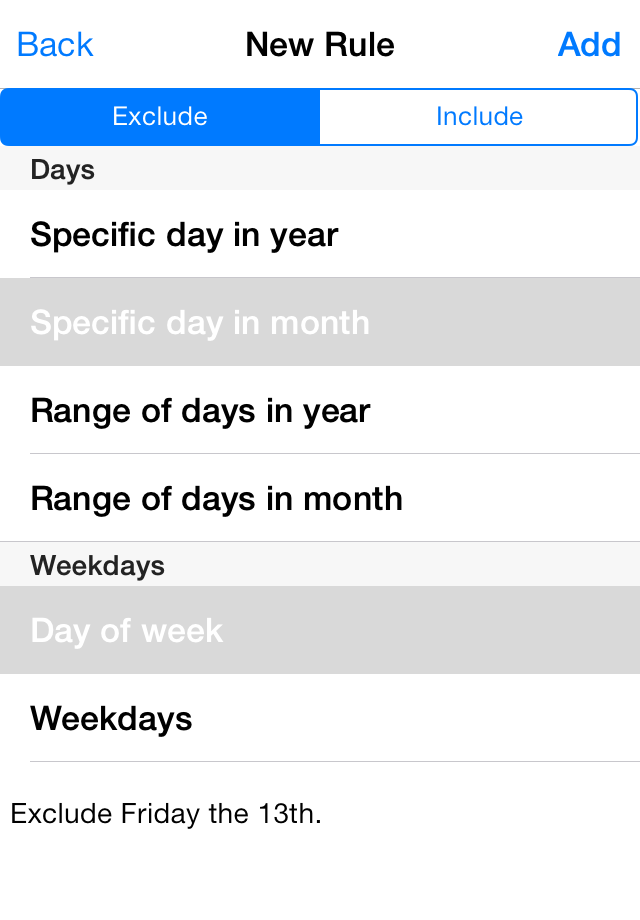 Back New Rule Add
Exclude Include
Days
Specific day in year
Specific day in month
Range of days in year
Range of days in month
Weekdays
Day of week
Weekdays
Exclude Friday the 13th.